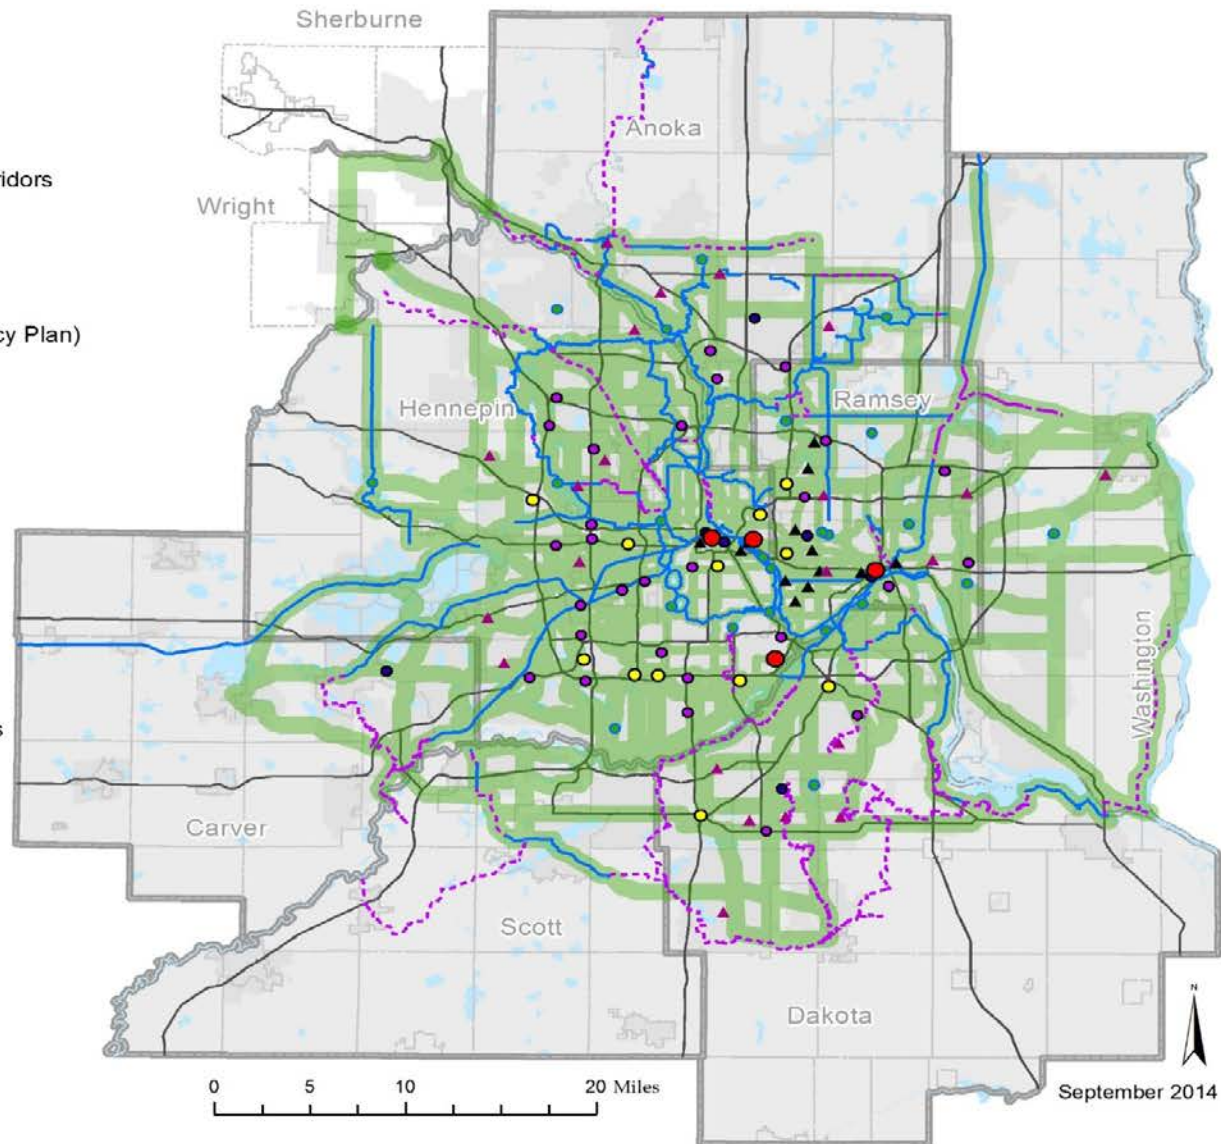 Sherburne
Anoka
ridors
Wright
cy Plan)
Hennepin
Ramsey
Washington
s
Carver
Scott
Dakota
N
0 5 10 20 Miles
September 2014